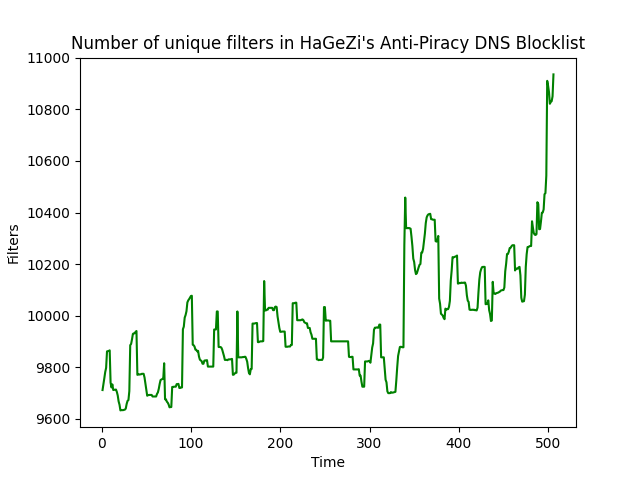 Number of unique filters in HaGeZi's Anti-Piracy DNS Blocklist
11000
10800
10600
10400
10200
10000
9800
9600
Filters
0 100 200 300 400 500
Time